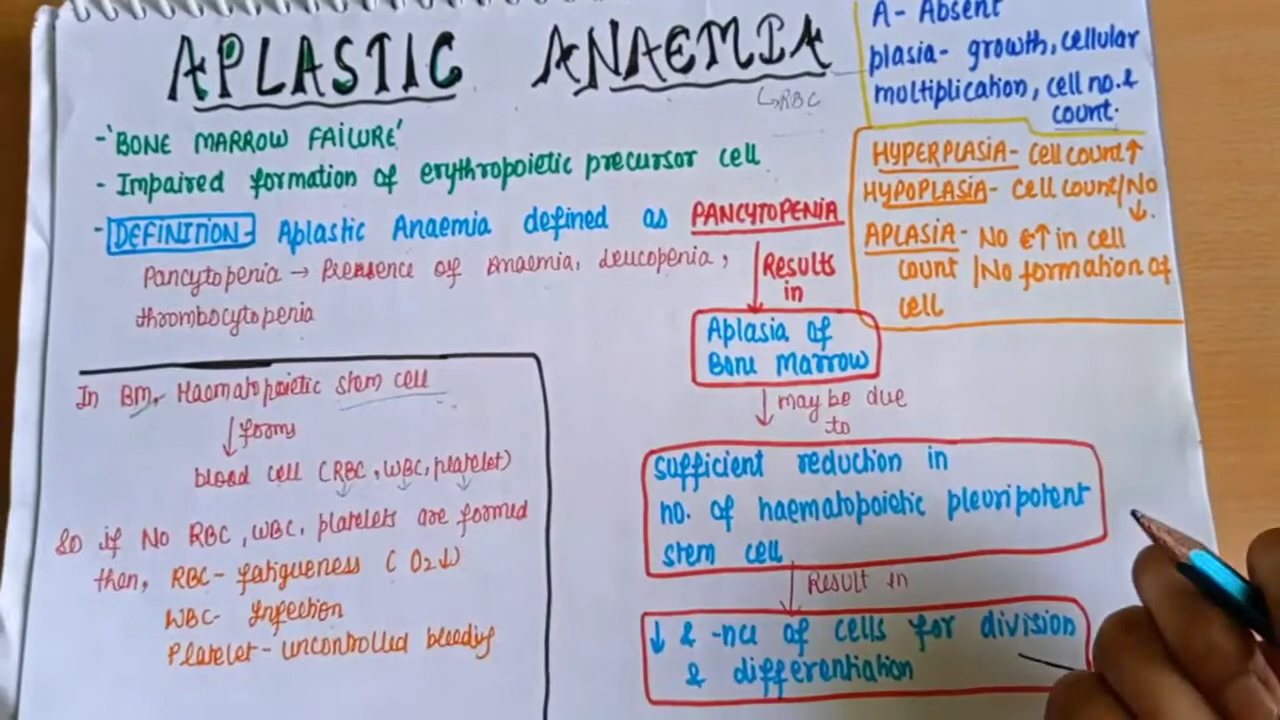 APLASTIC ANAEMIA
↳RBC
- 'BONE MARROW FAILURE'
- Impaired formation of erythropoietic precursor cell
- DEFINITION- Aplastic Anaemia defined as PANCYTOPENIA
Pancytopenia → Presence of Anaemia, Leucopenia,
thrombocytopenia
A- Absent
plasia- growth, cellular
multiplication, cell no. &
count.
HYPERPLASIA- Cell count ↑
HYPOPLASIA- Cell count/No
↓.
APLASIA- No ↑ in cell
count /No formation of
cell
↓ Results
in
Aplasia of
Bone Marrow
↓ may be due
to
Sufficient reduction in
no. of haematopoietic pleuripotent
stem cell
↓ Result in
↓ & -nce of cells for division
& differentiation
In BM, Haematopoietic stem cell
↓ forms
blood cell (RBC, WBC, platelet)
So if No RBC, WBC, platelets are formed
then, RBC- fatigueness ( O2↓)
WBC- Infection
Platelet- uncontrolled bleeding